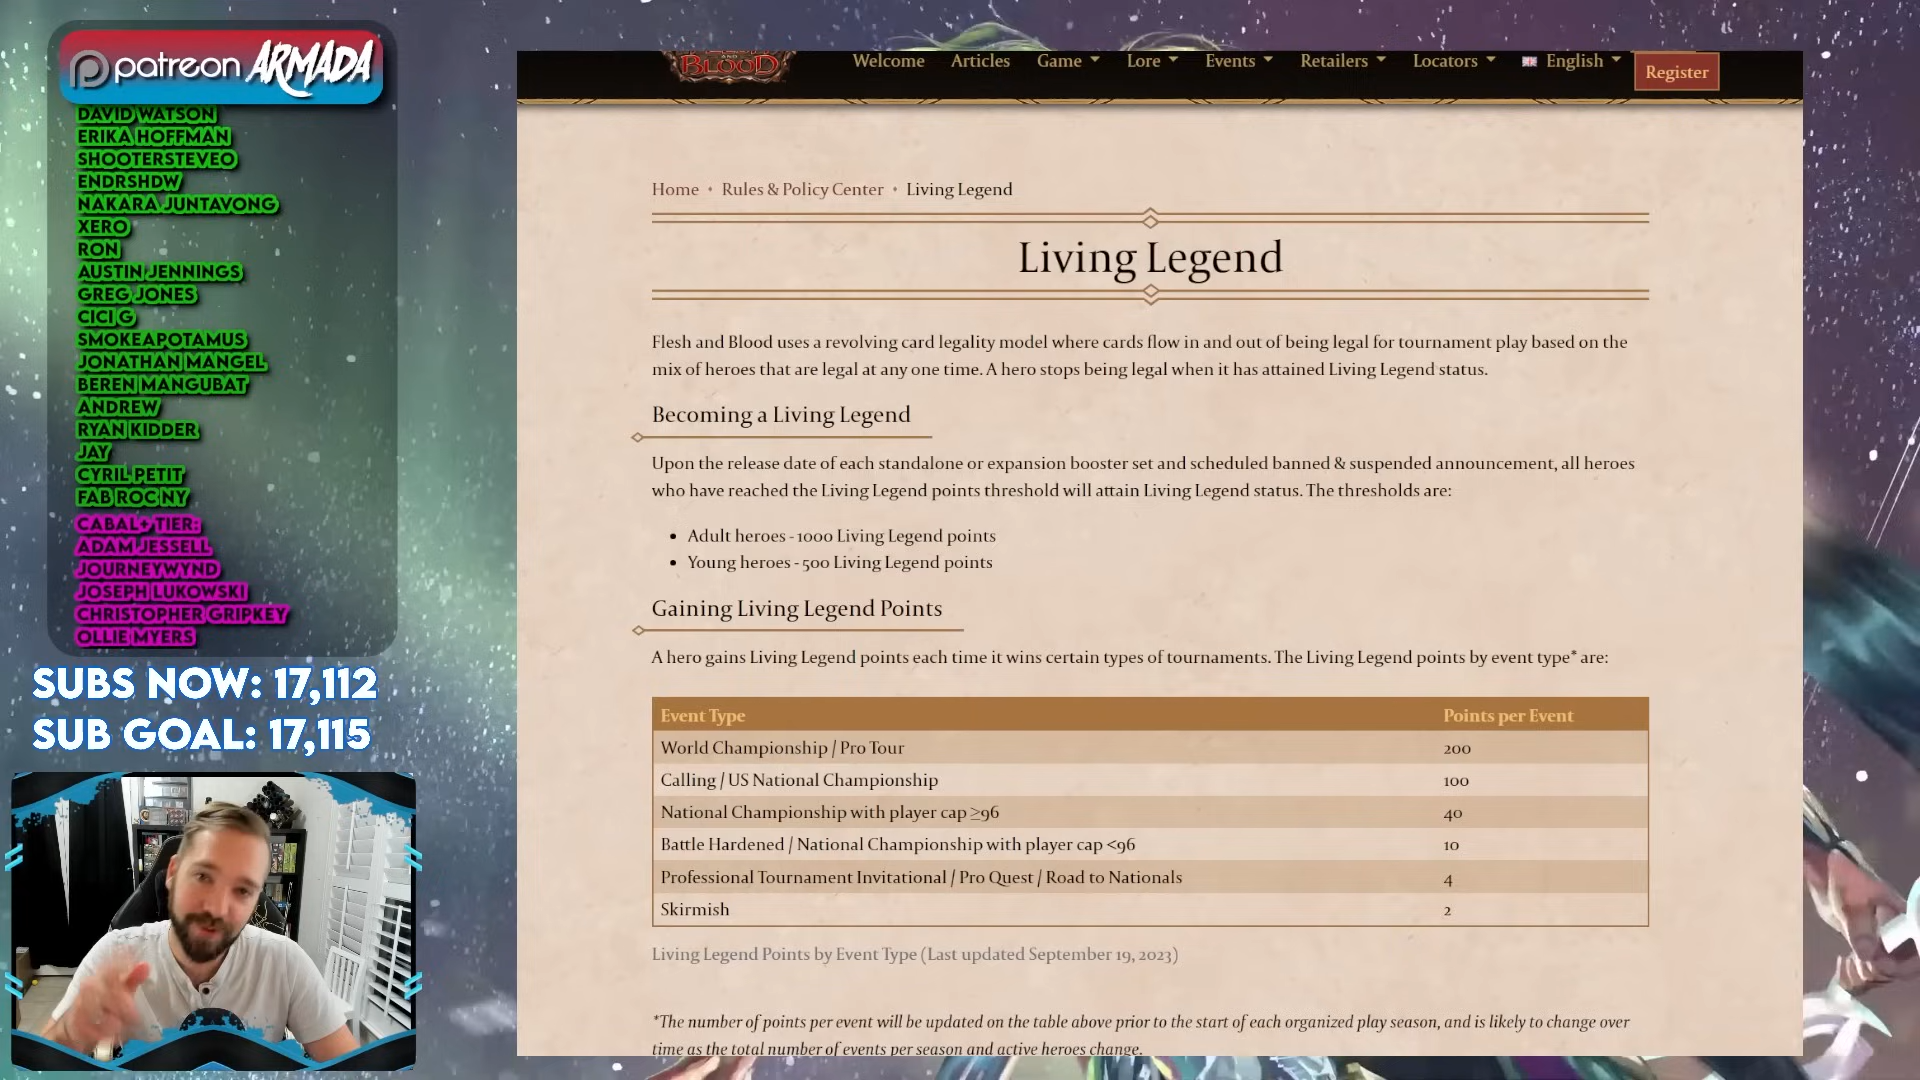 patreon ARMADA
DAVID WATSON
ERIKA HOFFMAN
SHOOTERSTEVEO
ENDRSHDW
NAKARA JUNTAVONG
XERO
RON
AUSTIN JENNINGS
GREG JONES
CICI G
SMOKEAPOTAMUS
JONATHAN MANGEL
BEREN MANGUBAT
ANDREW
RYAN KIDDER
JAY
CYRIL PETIT
FAB ROC NY
CABAL+ TIER:
ADAM JESSELL
JOURNEYWYND
JOSEPH LUKOWSKI
CHRISTOPHER GRIPKEY
OLLIE MYERS
SUBS NOW: 17,112
SUB GOAL: 17,115
BLOOD
Welcome Articles Game Lore Events Retailers Locators English Register
Home • Rules & Policy Center • Living Legend
Living Legend
Flesh and Blood uses a revolving card legality model where cards flow in and out of being legal for tournament play based on the
mix of heroes that are legal at any one time. A hero stops being legal when it has attained Living Legend status.
Becoming a Living Legend
Upon the release date of each standalone or expansion booster set and scheduled banned & suspended announcement, all heroes
who have reached the Living Legend points threshold will attain Living Legend status. The thresholds are:
• Adult heroes - 1000 Living Legend points
• Young heroes - 500 Living Legend points
Gaining Living Legend Points
A hero gains Living Legend points each time it wins certain types of tournaments. The Living Legend points by event type* are:
Event Type Points per Event
World Championship / Pro Tour 200
Calling / US National Championship 100
National Championship with player cap ≥96 40
Battle Hardened / National Championship with player cap <96 10
Professional Tournament Invitational / Pro Quest / Road to Nationals 4
Skirmish 2
Living Legend Points by Event Type (Last updated September 19, 2023)
*The number of points per event will be updated on the table above prior to the start of each organized play season, and is likely to change over
time as the total number of events per season and active heroes change.